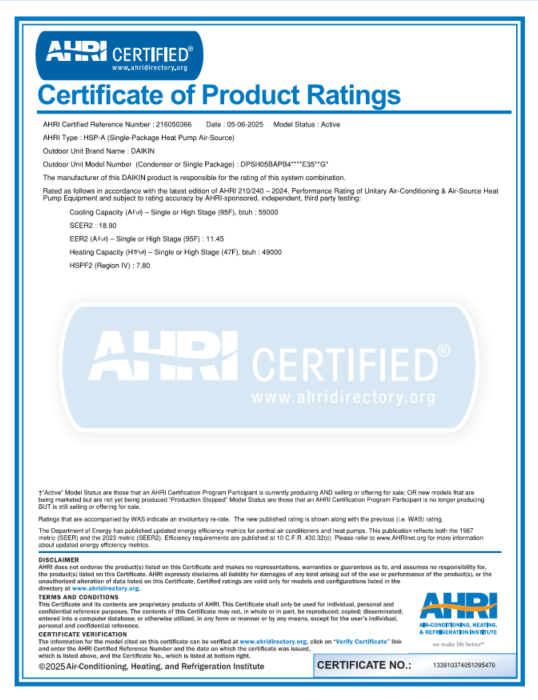 AHRI CERTIFIED®
www.ahridirectory.org
Certificate of Product Ratings
AHRI Certified Reference Number : 216050366 Date : 05-06-2025 Model Status : Active
AHRI Type : HSP-A (Single-Package Heat Pump Air-Source)
Outdoor Unit Brand Name : DAIKIN
Outdoor Unit Model Number (Condenser or Single Package) : DPSH05BAPB4****E35**G*
The manufacturer of this DAIKIN product is responsible for the rating of this system combination.
Rated as follows in accordance with the latest edition of AHRI 210/240 – 2024, Performance Rating of Unitary Air-Conditioning & Air-Source Heat
Pump Equipment and subject to rating accuracy by AHRI-sponsored, independent, third party testing:
Cooling Capacity (AFull) – Single or High Stage (95F), btuh : 55000
SEER2 : 18.90
EER2 (AFull) – Single or High Stage (95F) : 11.45
Heating Capacity (H1Full) – Single or High Stage (47F), btuh : 49000
HSPF2 (Region IV) : 7.80
AHRI CERTIFIED®
www.ahridirectory.org
†"Active" Model Status are those that an AHRI Certification Program Participant is currently producing AND selling or offering for sale; OR new models that are
being marketed but are not yet being produced."Production Stopped" Model Status are those that an AHRI Certification Program Participant is no longer producing
BUT is still selling or offering for sale.
Ratings that are accompanied by WAS indicate an involuntary re-rate. The new published rating is shown along with the previous (i.e. WAS) rating.
The Department of Energy has published updated energy efficiency metrics for central air conditioners and heat pumps. This publication reflects both the 1987
metric (SEER) and the 2023 metric (SEER2). Efficiency requirements are published at 10 C.F.R. 430.32(c). Please refer to www.AHRInet.org for more information
about updated energy efficiency metrics.
DISCLAIMER
AHRI does not endorse the product(s) listed on this Certificate and makes no representations, warranties or guarantees as to, and assumes no responsibility for,
the product(s) listed on this Certificate. AHRI expressly disclaims all liability for damages of any kind arising out of the use or performance of the product(s), or the
unauthorized alteration of data listed on this Certificate. Certified ratings are valid only for models and configurations listed in the
directory at www.ahridirectory.org.
TERMS AND CONDITIONS
This Certificate and its contents are proprietary products of AHRI. This Certificate shall only be used for individual, personal and
confidential reference purposes. The contents of this Certificate may not, in whole or in part, be reproduced; copied; disseminated;
entered into a computer database; or otherwise utilized, in any form or manner or by any means, except for the user's individual,
personal and confidential reference.
CERTIFICATE VERIFICATION
The information for the model cited on this certificate can be verified at www.ahridirectory.org, click on "Verify Certificate" link
and enter the AHRI Certified Reference Number and the date on which the certificate was issued,
which is listed above, and the Certificate No., which is listed at bottom right.
AHRI
AIR-CONDITIONING, HEATING,
& REFRIGERATION INSTITUTE
we make life better™
©2025 Air-Conditioning, Heating, and Refrigeration Institute
CERTIFICATE NO.: 133910374051295470